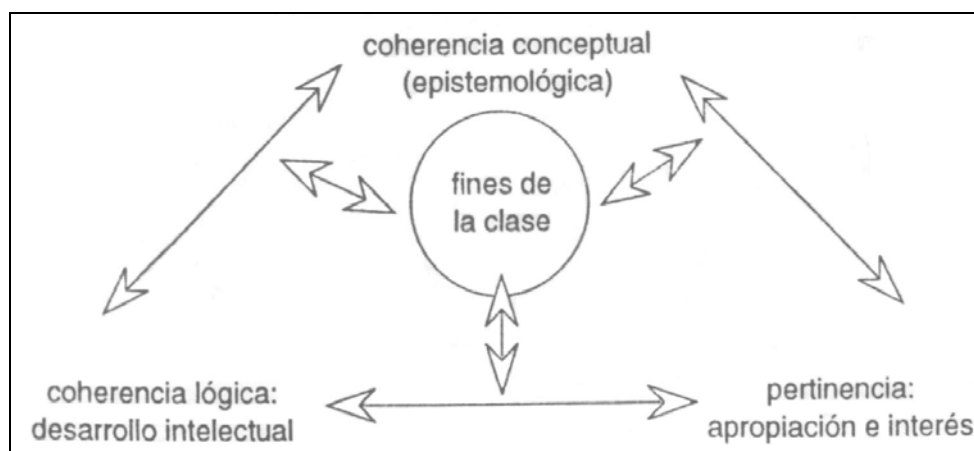 coherencia conceptual
(epistemológica)
fines de
la clase
coherencia lógica:
desarrollo intelectual
pertinencia:
apropiación e interés